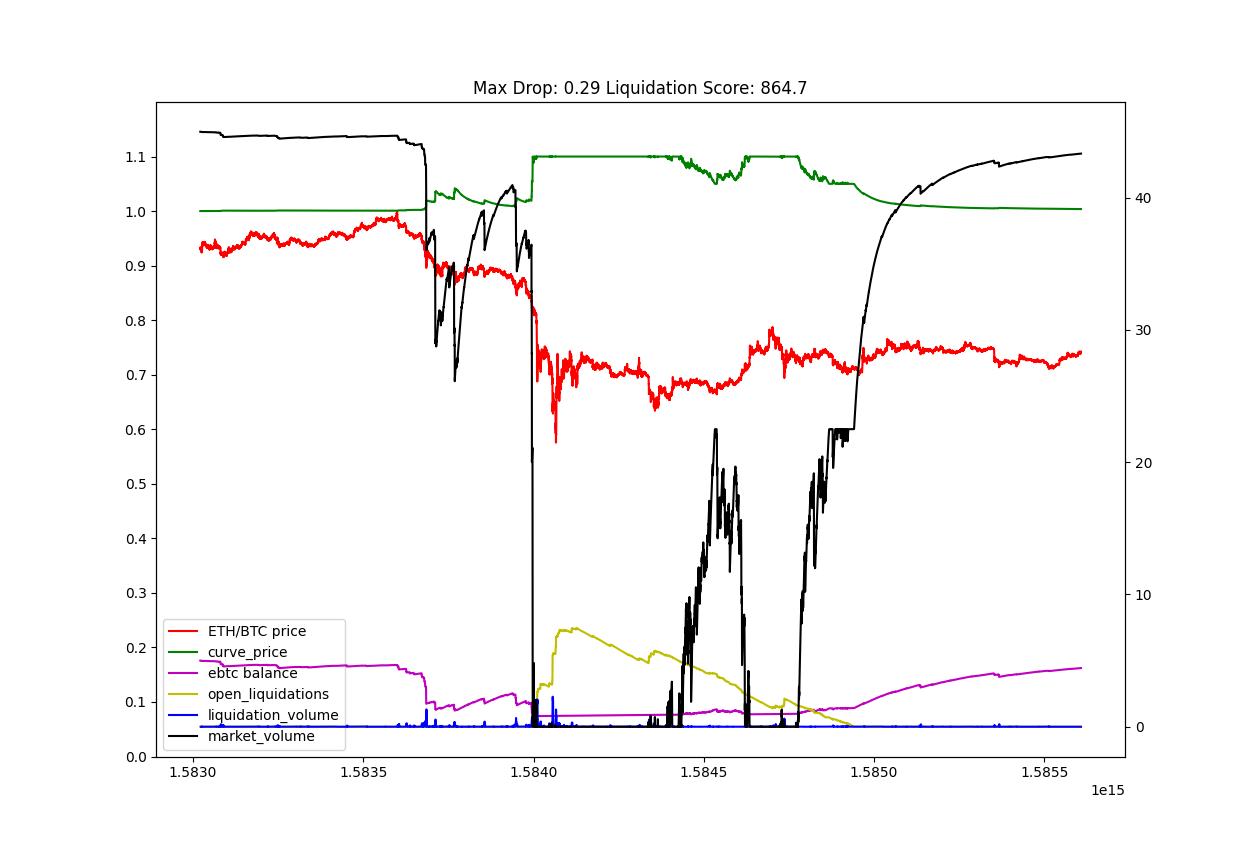 Max Drop: 0.29 Liquidation Score: 864.7
1.1
1.0
0.9
0.8
0.7
0.6
0.5
0.4
0.3
0.2
0.1
0.0
40
30
20
10
0
ETH/BTC price
curve_price
ebtc balance
open_liquidations
liquidation_volume
market_volume
1.5830 1.5835 1.5840 1.5845 1.5850 1.5855
1e15